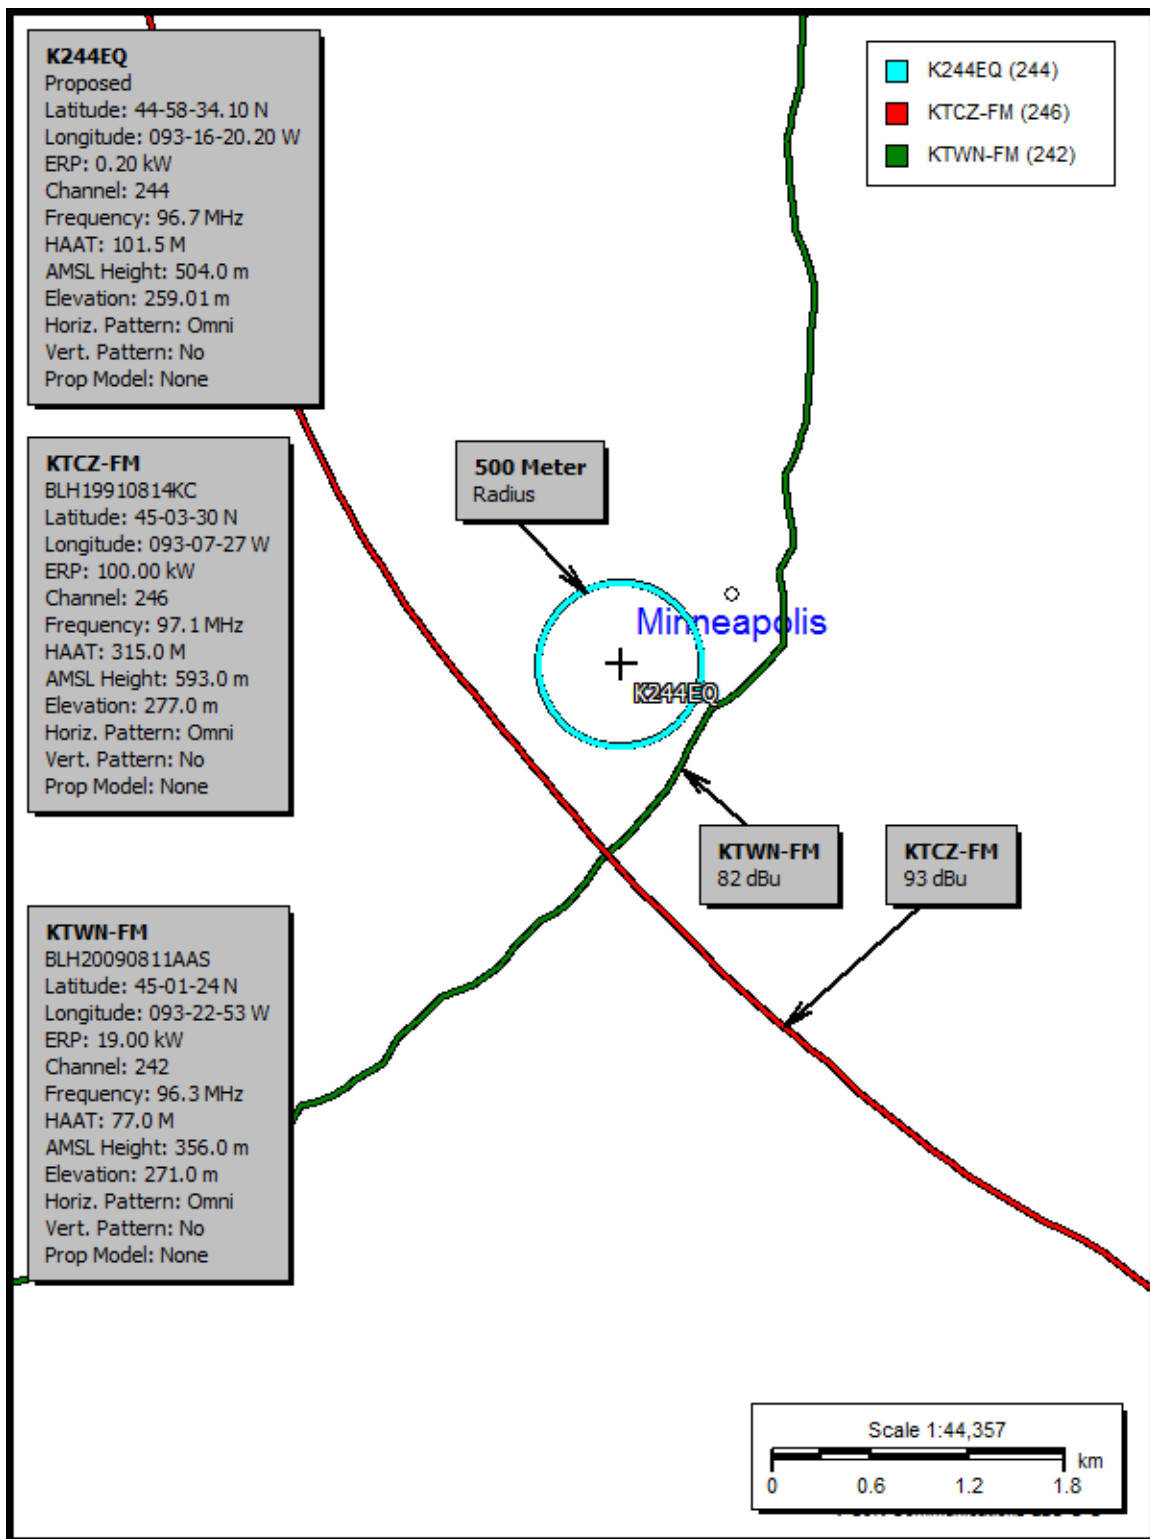 K244EQ
Proposed
Latitude: 44-58-34.10 N
Longitude: 093-16-20.20 W
ERP: 0.20 kW
Channel: 244
Frequency: 96.7 MHz
HAAT: 101.5 M
AMSL Height: 504.0 m
Elevation: 259.01 m
Horiz. Pattern: Omni
Vert. Pattern: No
Prop Model: None
K244EQ (244)
KTCZ-FM (246)
KTWN-FM (242)
KTCZ-FM
BLH19910814KC
Latitude: 45-03-30 N
Longitude: 093-07-27 W
ERP: 100.00 kW
Channel: 246
Frequency: 97.1 MHz
HAAT: 315.0 M
AMSL Height: 593.0 m
Elevation: 277.0 m
Horiz. Pattern: Omni
Vert. Pattern: No
Prop Model: None
500 Meter
Radius
Minneapolis
K244EQ
KTWN-FM
82 dBu
KTCZ-FM
93 dBu
KTWN-FM
BLH20090811AAS
Latitude: 45-01-24 N
Longitude: 093-22-53 W
ERP: 19.00 kW
Channel: 242
Frequency: 96.3 MHz
HAAT: 77.0 M
AMSL Height: 356.0 m
Elevation: 271.0 m
Horiz. Pattern: Omni
Vert. Pattern: No
Prop Model: None
Scale 1:44,357
km
0 0.6 1.2 1.8